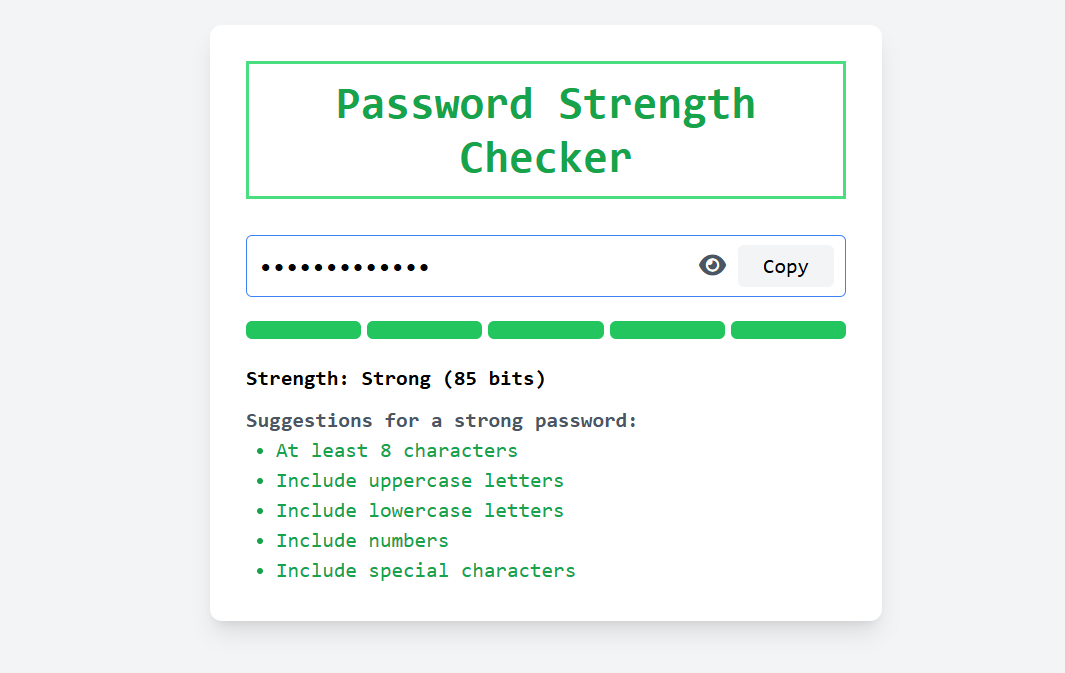 Password Strength
Checker
•••••••••••••
Copy
Strength: Strong (85 bits)
Suggestions for a strong password:
• At least 8 characters
• Include uppercase letters
• Include lowercase letters
• Include numbers
• Include special characters